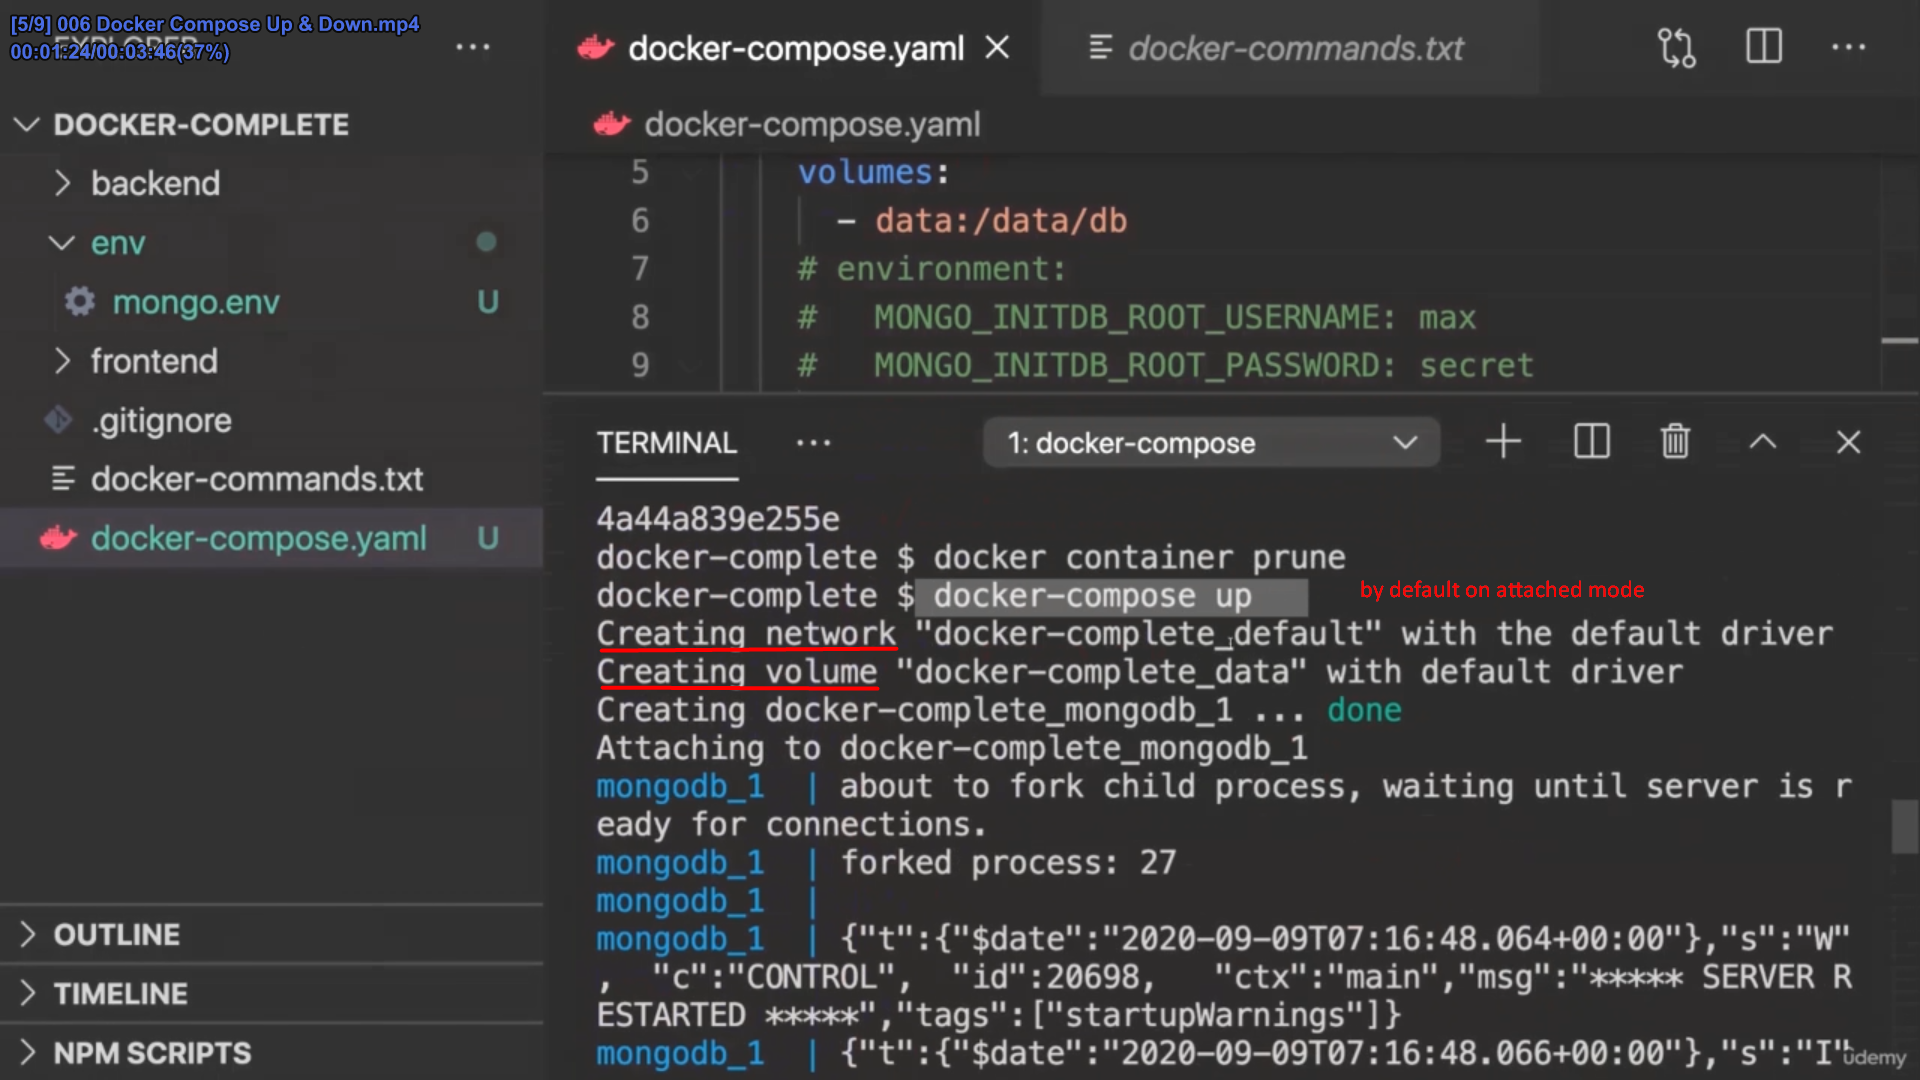 [5/9] 006 Docker Compose Up & Down.mp4
00:01:24/00:03:46(37%)
EXPLORER
docker-compose.yaml
docker-commands.txt
DOCKER-COMPLETE
backend
env
mongo.env U
frontend
.gitignore
docker-commands.txt
docker-compose.yaml U
OUTLINE
TIMELINE
NPM SCRIPTS
docker-compose.yaml
5 volumes:
6 - data:/data/db
7 # environment:
8 #   MONGO_INITDB_ROOT_USERNAME: max
9 #   MONGO_INITDB_ROOT_PASSWORD: secret
TERMINAL
1: docker-compose
4a44a839e255e
docker-complete $ docker container prune
docker-complete $ docker-compose up
by default on attached mode
Creating network "docker-complete_default" with the default driver
Creating volume "docker-complete_data" with default driver
Creating docker-complete_mongodb_1 ... done
Attaching to docker-complete_mongodb_1
mongodb_1  | about to fork child process, waiting until server is r
eady for connections.
mongodb_1  | forked process: 27
mongodb_1  |
mongodb_1  | {"t":{"$date":"2020-09-09T07:16:48.064+00:00"},"s":"W"
,  "c":"CONTROL",  "id":20698,   "ctx":"main","msg":"***** SERVER R
ESTARTED *****","tags":["startupWarnings"]}
mongodb_1  | {"t":{"$date":"2020-09-09T07:16:48.066+00:00"},"s":"I"
udemy